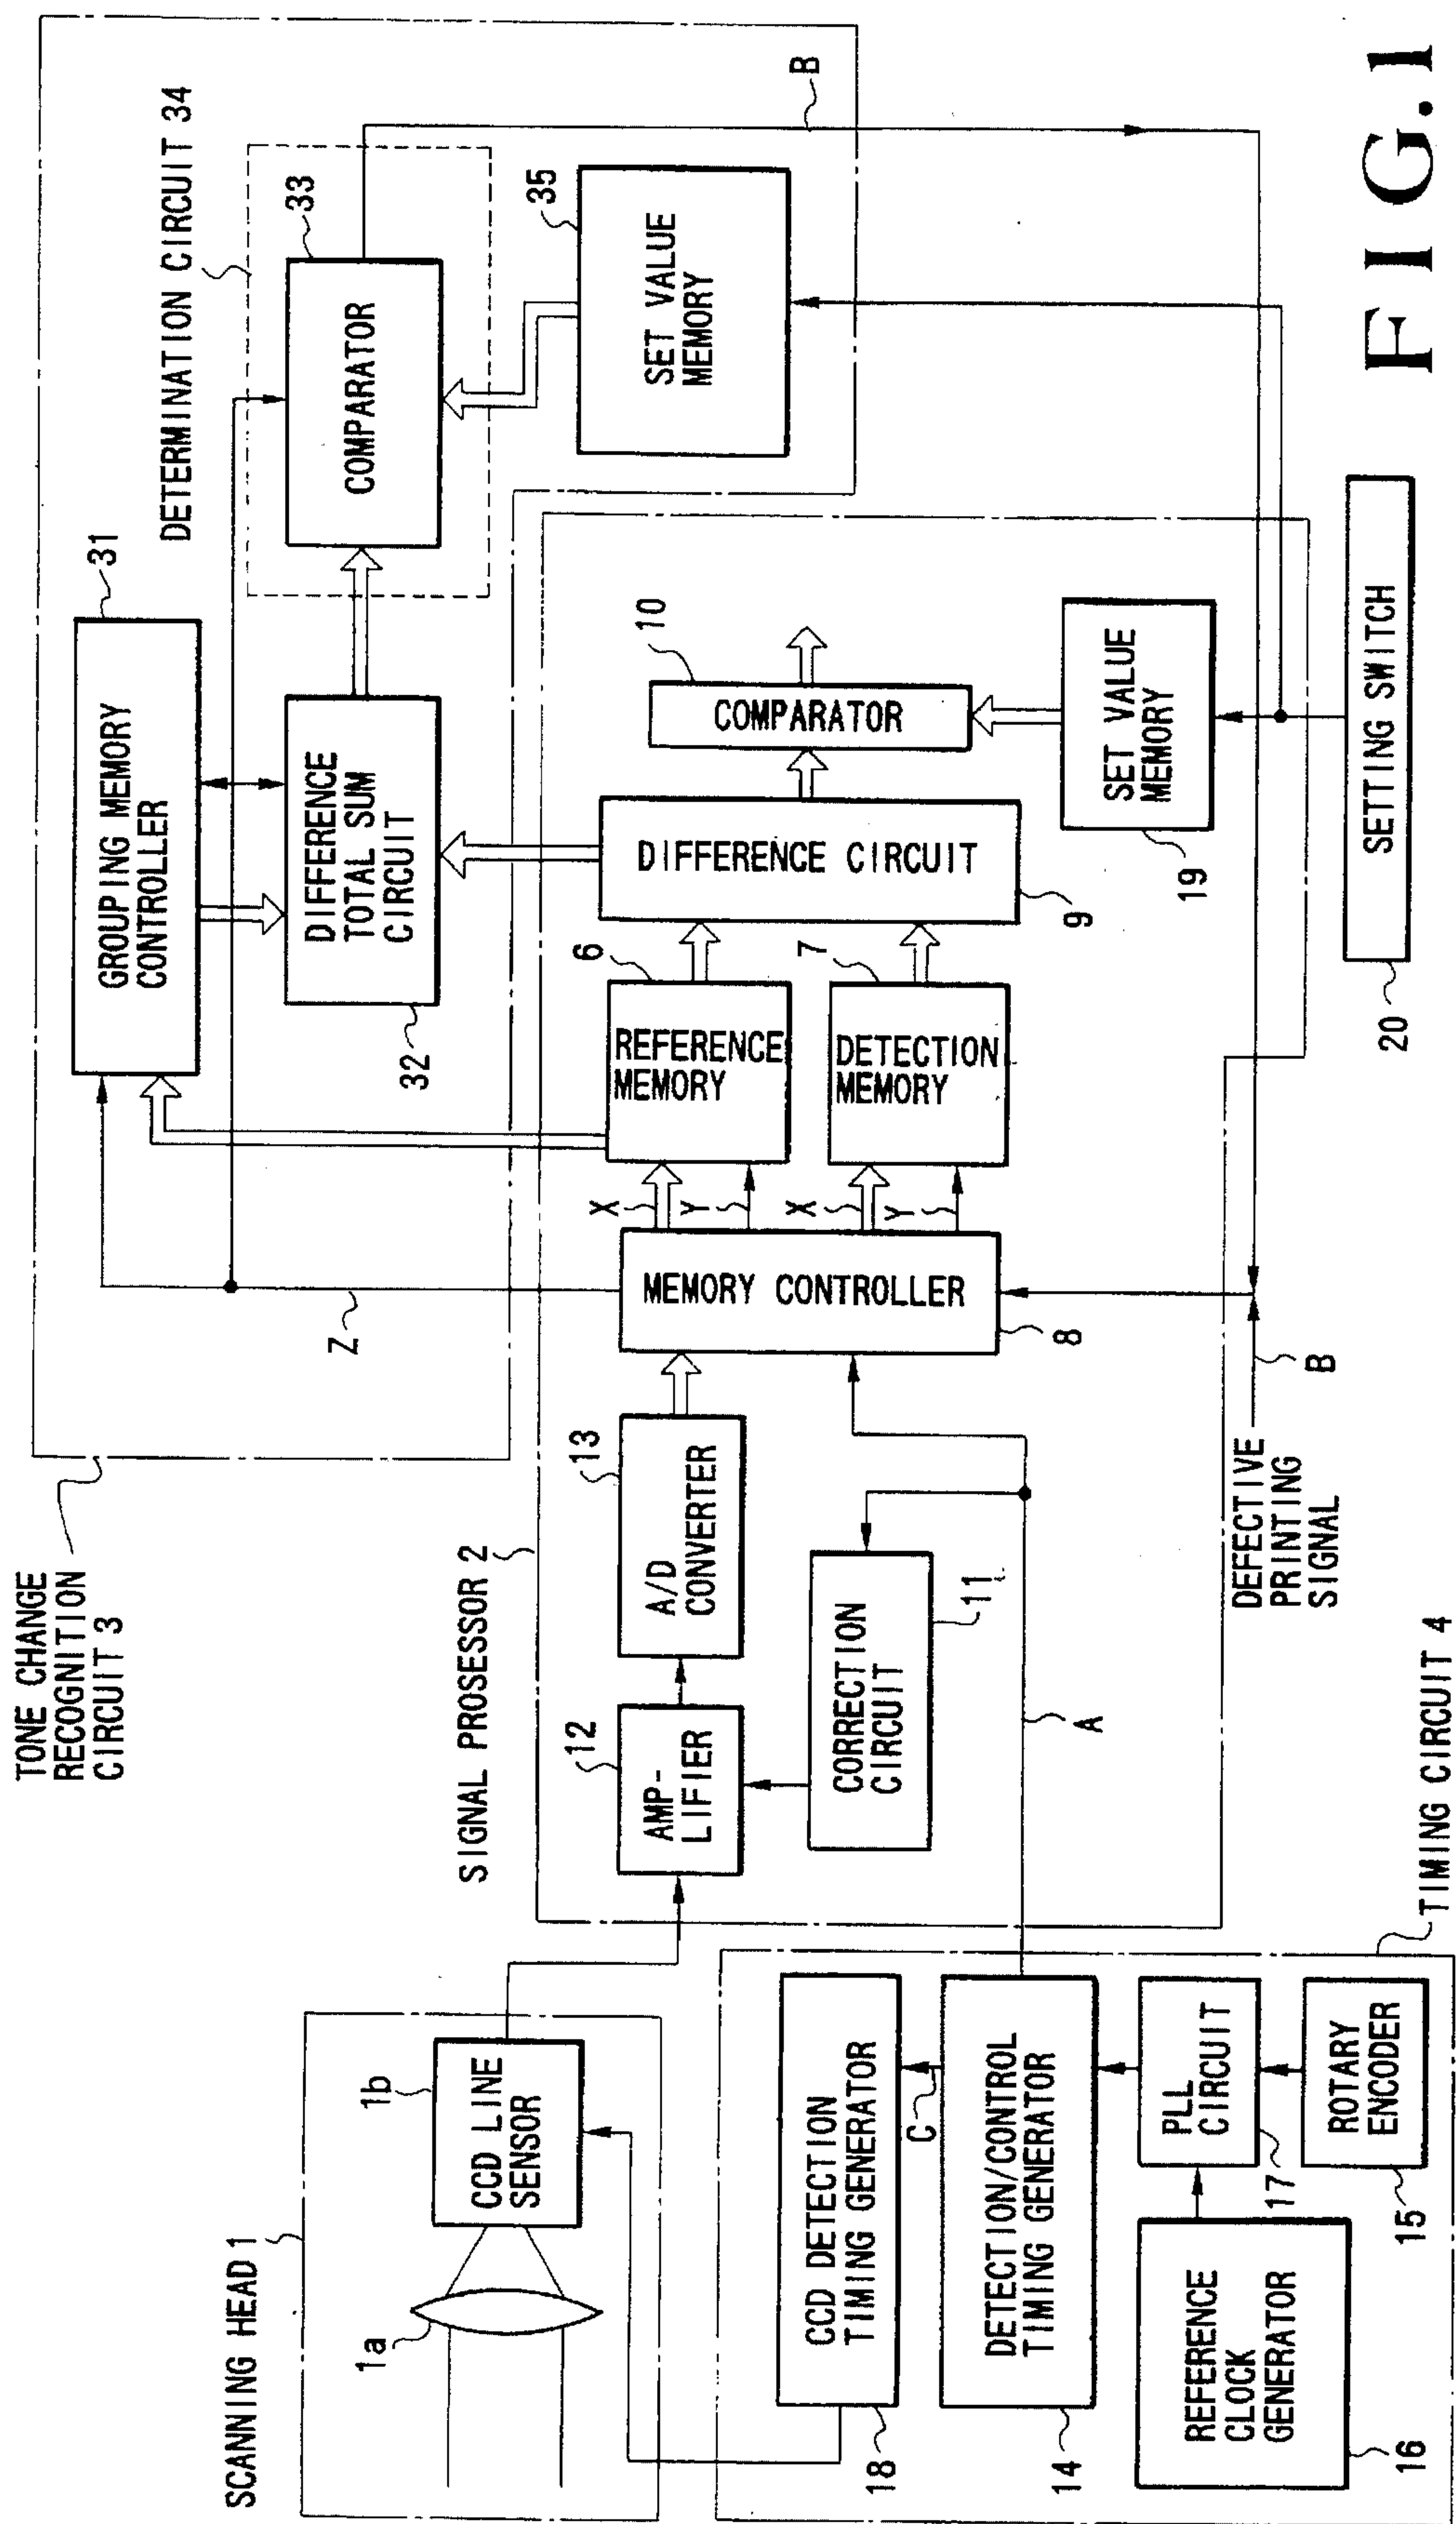 SCANNING HEAD 1
1a
1b
CCD LINE
SENSOR
TONE CHANGE
RECOGNITION
CIRCUIT 3
Z
GROUPING MEMORY
CONTROLLER
31
DIFFERENCE
TOTAL SUM
CIRCUIT
32
DETERMINATION CIRCUIT 34
33
COMPARATOR
35
SET VALUE
MEMORY
B
SIGNAL PROSESSOR 2
12
AMP-
LIFIER
13
A/D
CONVERTER
CORRECTION
CIRCUIT
11
MEMORY CONTROLLER
8
X
Y
X
Y
6
REFERENCE
MEMORY
7
DETECTION
MEMORY
DIFFERENCE CIRCUIT
9
10
COMPARATOR
SET VALUE
MEMORY
19
A
CCD DETECTION
TIMING GENERATOR
18
C
DETECTION/CONTROL
TIMING GENERATOR
14
PLL
CIRCUIT
17
ROTARY
ENCODER
15
REFERENCE
CLOCK
GENERATOR
16
TIMING CIRCUIT 4
DEFECTIVE
PRINTING
SIGNAL
B
SETTING SWITCH
20
FIG.1